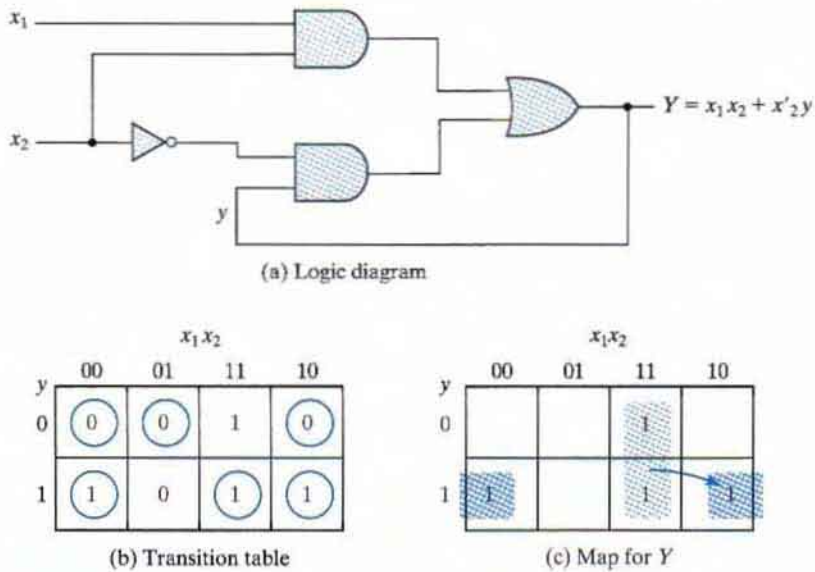 x₁
x₂
y
Y = x₁x₂ + x'₂y
(a) Logic diagram
x₁x₂
00 01 11 10
y
0 0 0 1 0
1 1 0 1 1
(b) Transition table
x₁x₂
00 01 11 10
y
0 1
1 1 1 1
(c) Map for Y